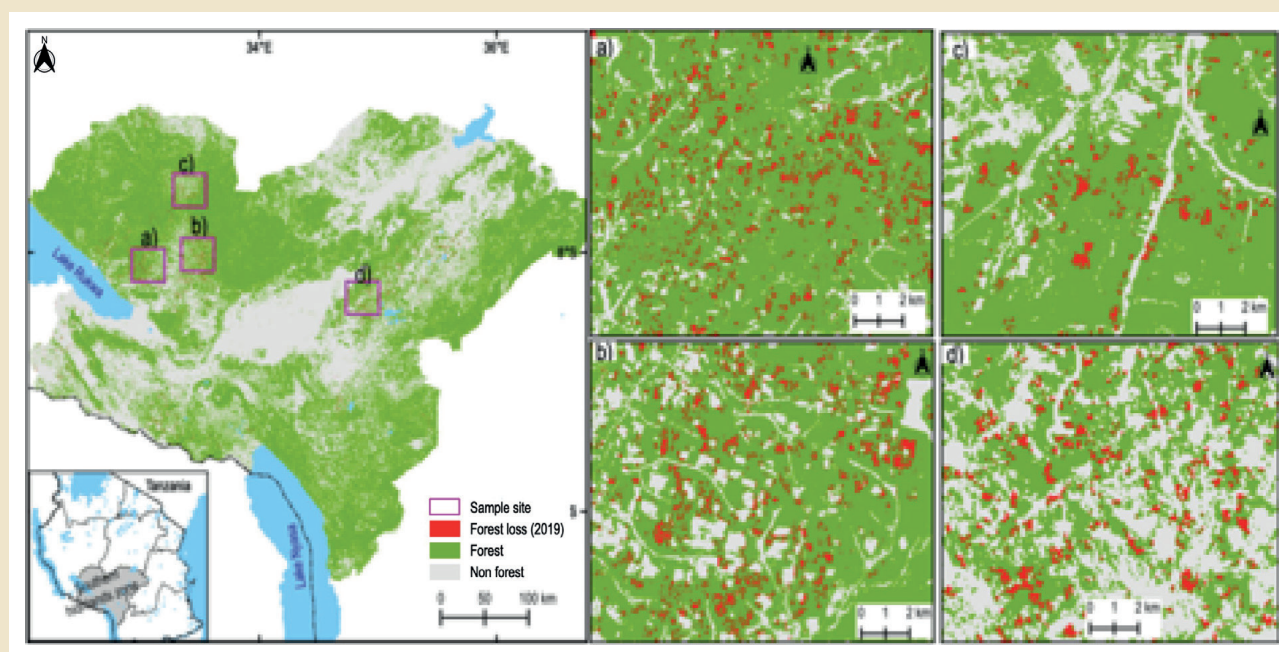 N
34°E
36°E
a)
c)
c)
b)
a)
d)
8°S
Lake Rukwa
0 1 2 km
0 1 2 km
b)
d)
Tanzania
Sample site
Forest loss (2019)
Forest
Non forest
0 50 100 km
Lake Nyasa
0 1 2 km
0 1 2 km